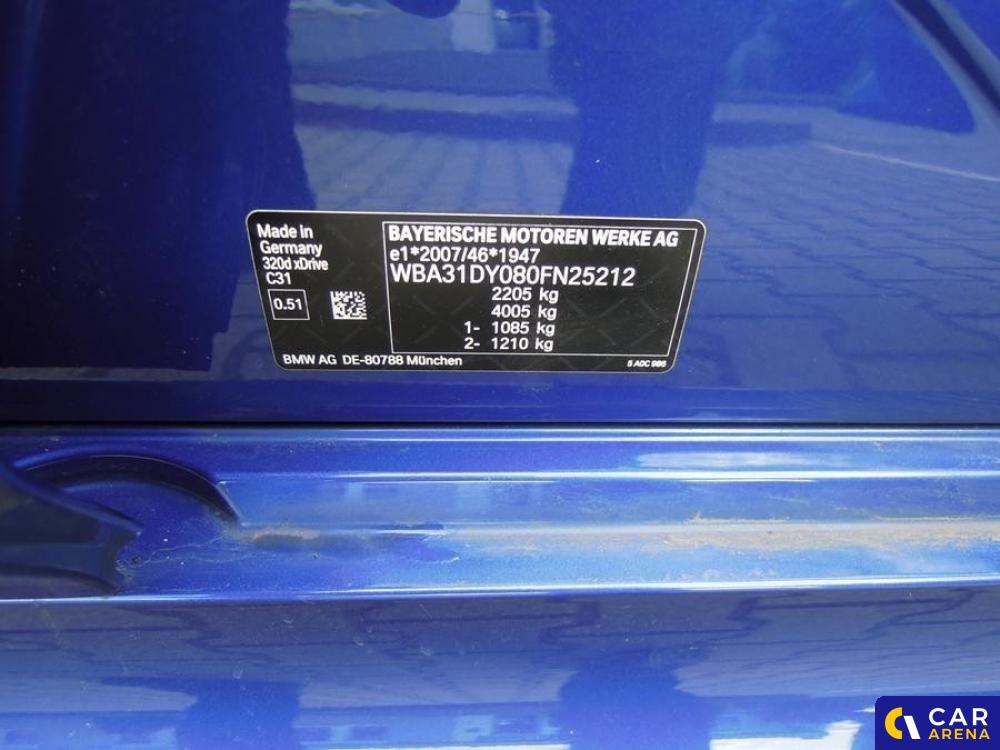 Made in
Germany
320d xDrive
C31
0.51
BAYERISCHE MOTOREN WERKE AG
e1*2007/46*1947
WBA31DY080FN25212
2205 kg
4005 kg
1- 1085 kg
2- 1210 kg
BMW AG DE-80788 München
5 A0C 986
CAR
ARENA